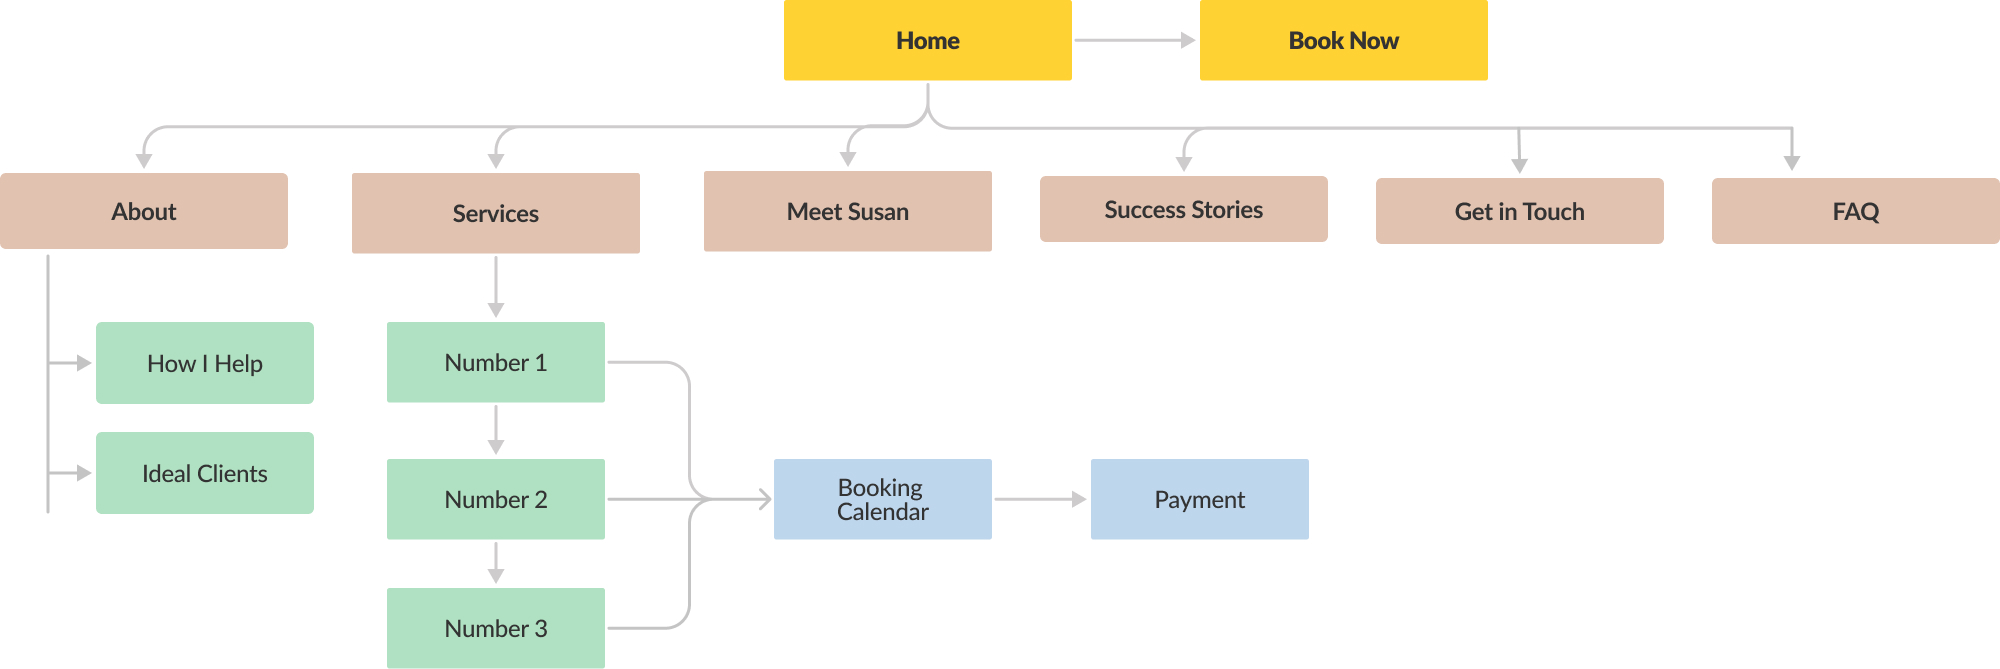 Home
Book Now
About
Services
Meet Susan
Success Stories
Get in Touch
FAQ
How I Help
Ideal Clients
Number 1
Number 2
Number 3
Booking
Calendar
Payment